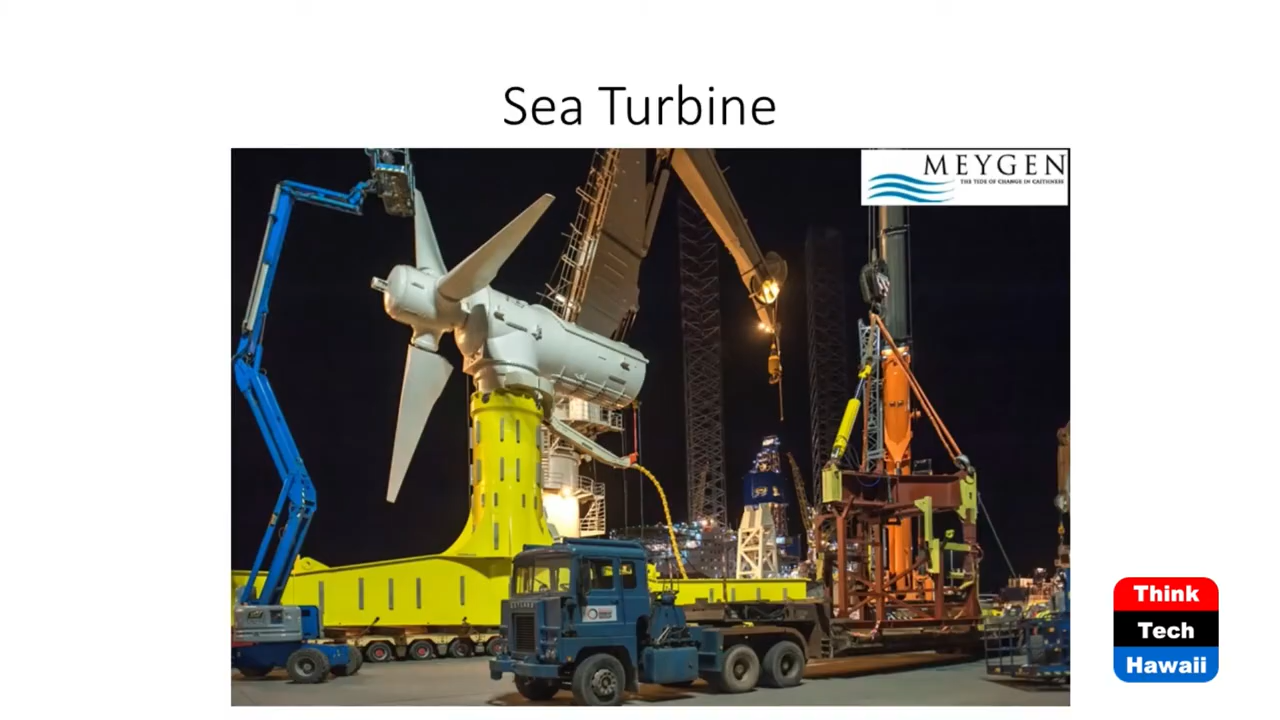 Sea Turbine
MEYGEN
THE TIDE OF CHANGE IN CAITHNESS
Think
Tech
Hawaii